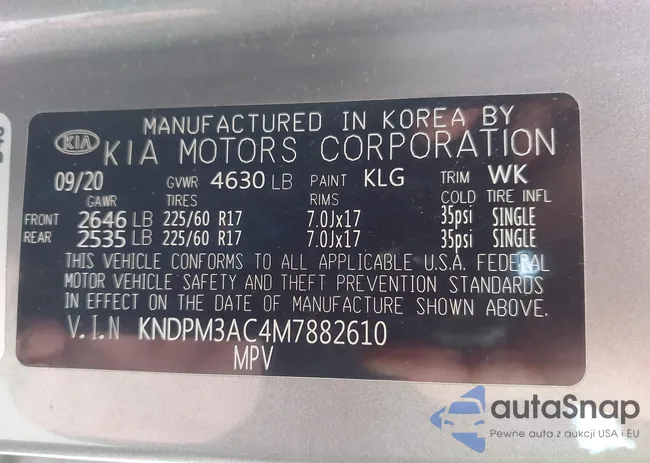 MANUFACTURED IN KOREA BY
KIA KIA MOTORS CORPORATION
09/20 GVWR 4630 LB PAINT KLG TRIM WK
GAWR TIRES RIMS COLD TIRE INFL
FRONT 2646 LB 225/60 R17 7.0Jx17 35psi SINGLE
REAR 2535 LB 225/60 R17 7.0Jx17 35psi SINGLE
THIS VEHICLE CONFORMS TO ALL APPLICABLE U.S.A. FEDERAL
MOTOR VEHICLE SAFETY AND THEFT PREVENTION STANDARDS
IN EFFECT ON THE DATE OF MANUFACTURE SHOWN ABOVE.
V.I.N KNDPM3AC4M7882610
MPV
autaSnap
Pewne auta z aukcji USA i EU